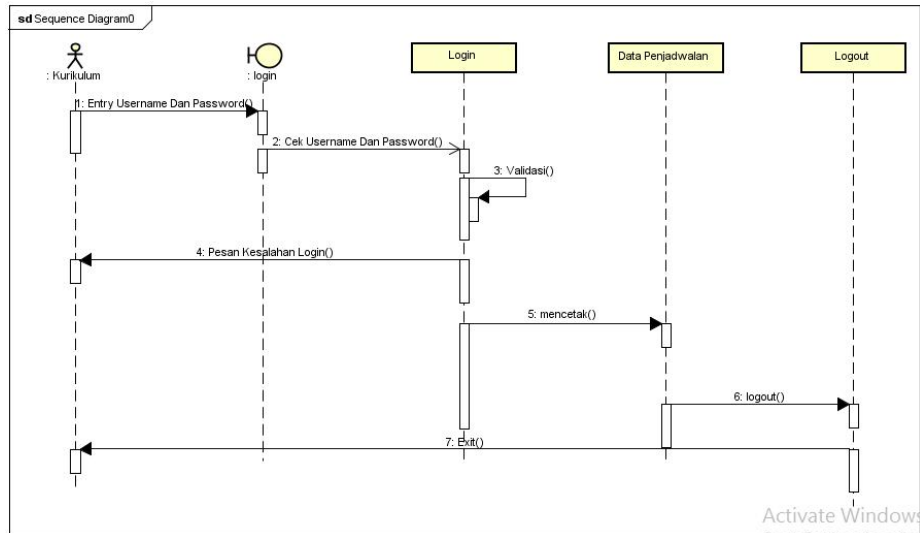 sd Sequence Diagram0
: Kurikulum
: login
Login
Data Penjadwalan
Logout
1: Entry Username Dan Password()
2: Cek Username Dan Password()
3: Validasi()
4: Pesan Kesalahan Login()
5: mencetak()
6: logout()
7: Exit()
Activate Windows